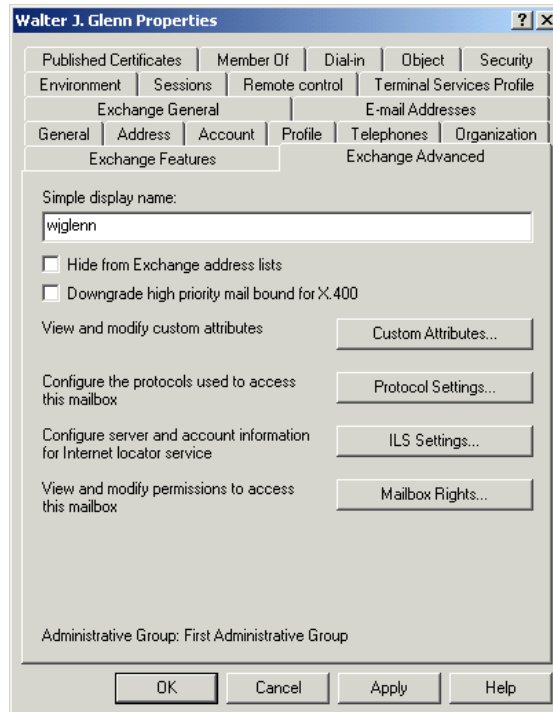 Walter J. Glenn Properties
Published Certificates Member Of Dial-in Object Security
Environment Sessions Remote control Terminal Services Profile
Exchange General E-mail Addresses
General Address Account Profile Telephones Organization
Exchange Features Exchange Advanced
Simple display name:
wjglenn
Hide from Exchange address lists
Downgrade high priority mail bound for X.400
View and modify custom attributes Custom Attributes...
Configure the protocols used to access
this mailbox
Protocol Settings...
Configure server and account information
for Internet locator service
ILS Settings...
View and modify permissions to access
this mailbox
Mailbox Rights...
Administrative Group: First Administrative Group
OK Cancel Apply Help